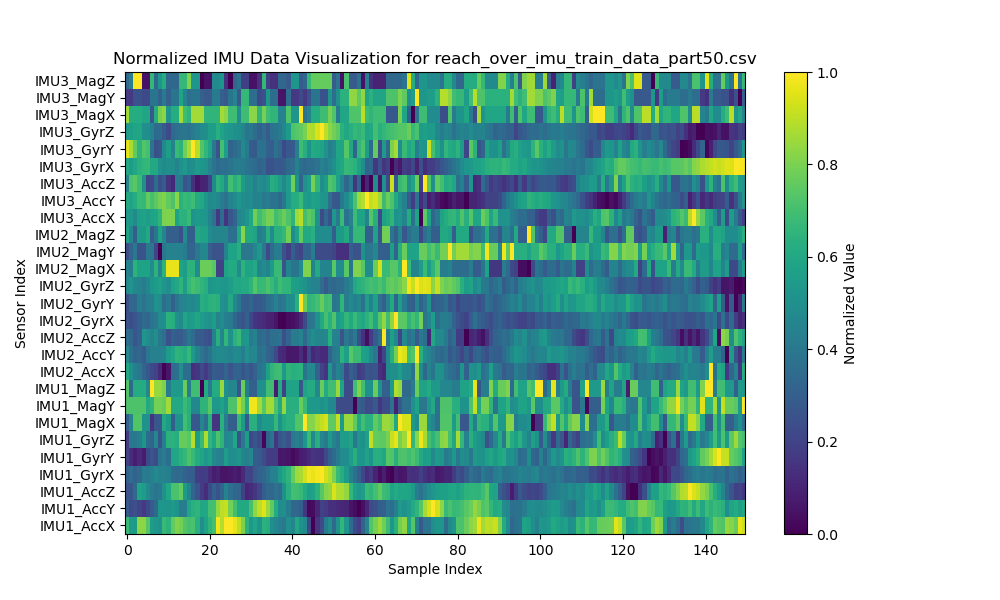 Normalized IMU Data Visualization for reach_over_imu_train_data_part50.csv
IMU3_MagZ
IMU3_MagY
IMU3_MagX
IMU3_GyrZ
IMU3_GyrY
IMU3_GyrX
IMU3_AccZ
IMU3_AccY
IMU3_AccX
IMU2_MagZ
IMU2_MagY
IMU2_MagX
IMU2_GyrZ
IMU2_GyrY
IMU2_GyrX
IMU2_AccZ
IMU2_AccY
IMU2_AccX
IMU1_MagZ
IMU1_MagY
IMU1_MagX
IMU1_GyrZ
IMU1_GyrY
IMU1_GyrX
IMU1_AccZ
IMU1_AccY
IMU1_AccX
Sensor Index
0 20 40 60 80 100 120 140
Sample Index
1.0
0.8
0.6
0.4
0.2
0.0
Normalized Value